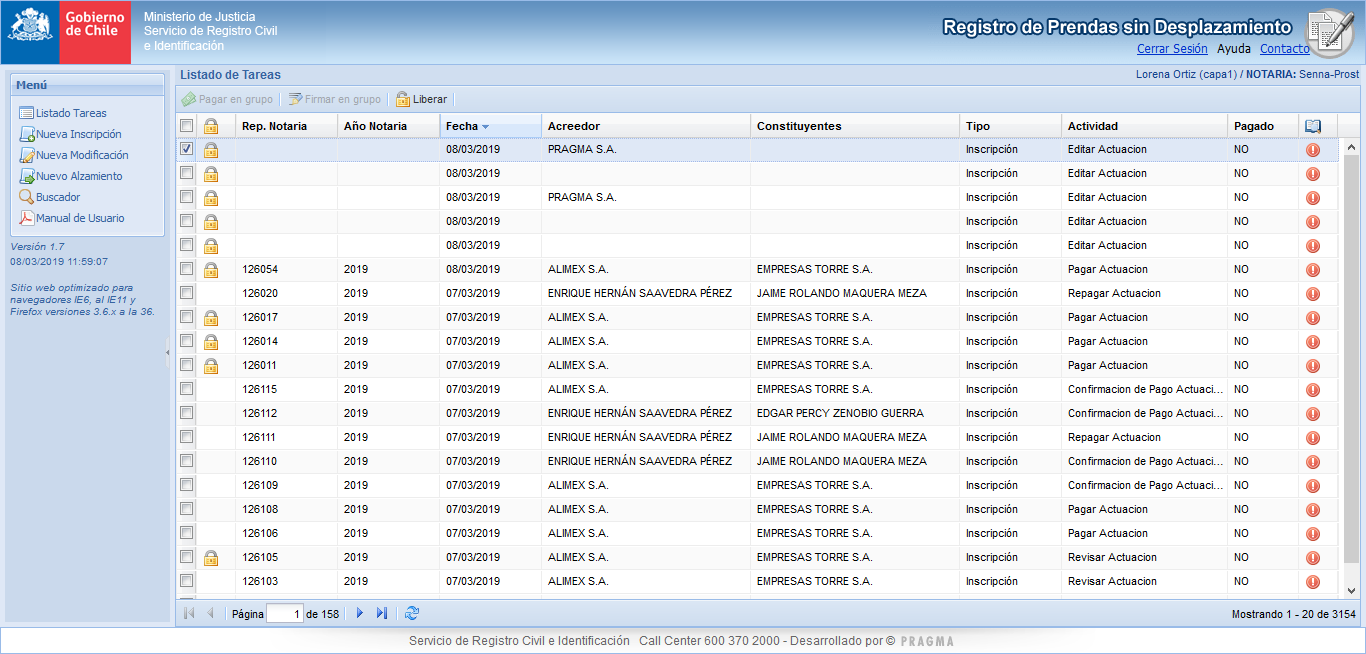 Gobierno
de Chile
Ministerio de Justicia
Servicio de Registro Civil
e Identificación
Registro de Prendas sin Desplazamiento
Cerrar Sesión Ayuda Contacto
Menú
Listado Tareas
Nueva Inscripción
Nueva Modificación
Nuevo Alzamiento
Buscador
Manual de Usuario
Versión 1.7
08/03/2019 11:59:07
Sitio web optimizado para
navegadores IE6, al IE11 y
Firefox versiones 3.6.x a la 36.
Listado de Tareas
Lorena Ortiz (capa1) / NOTARIA: Senna-Prost
Pagar en grupo Firmar en grupo Liberar
Rep. Notaria Año Notaria Fecha Acreedor Constituyentes Tipo Actividad Pagado
08/03/2019 PRAGMA S.A. Inscripción Editar Actuacion NO
08/03/2019 Inscripción Editar Actuacion NO
08/03/2019 PRAGMA S.A. Inscripción Editar Actuacion NO
08/03/2019 Inscripción Editar Actuacion NO
08/03/2019 Inscripción Editar Actuacion NO
126054 2019 08/03/2019 ALIMEX S.A. EMPRESAS TORRE S.A. Inscripción Pagar Actuacion NO
126020 2019 07/03/2019 ENRIQUE HERNÁN SAAVEDRA PÉREZ JAIME ROLANDO MAQUERA MEZA Inscripción Repagar Actuacion NO
126017 2019 07/03/2019 ALIMEX S.A. EMPRESAS TORRE S.A. Inscripción Pagar Actuacion NO
126014 2019 07/03/2019 ALIMEX S.A. EMPRESAS TORRE S.A. Inscripción Pagar Actuacion NO
126011 2019 07/03/2019 ALIMEX S.A. EMPRESAS TORRE S.A. Inscripción Pagar Actuacion NO
126115 2019 07/03/2019 ALIMEX S.A. EMPRESAS TORRE S.A. Inscripción Confirmacion de Pago Actuaci... NO
126112 2019 07/03/2019 ENRIQUE HERNÁN SAAVEDRA PÉREZ EDGAR PERCY ZENOBIO GUERRA Inscripción Confirmacion de Pago Actuaci... NO
126111 2019 07/03/2019 ENRIQUE HERNÁN SAAVEDRA PÉREZ JAIME ROLANDO MAQUERA MEZA Inscripción Repagar Actuacion NO
126110 2019 07/03/2019 ENRIQUE HERNÁN SAAVEDRA PÉREZ JAIME ROLANDO MAQUERA MEZA Inscripción Confirmacion de Pago Actuaci... NO
126109 2019 07/03/2019 ALIMEX S.A. EMPRESAS TORRE S.A. Inscripción Confirmacion de Pago Actuaci... NO
126108 2019 07/03/2019 ALIMEX S.A. EMPRESAS TORRE S.A. Inscripción Pagar Actuacion NO
126106 2019 07/03/2019 ALIMEX S.A. EMPRESAS TORRE S.A. Inscripción Pagar Actuacion NO
126105 2019 07/03/2019 ALIMEX S.A. EMPRESAS TORRE S.A. Inscripción Revisar Actuacion NO
126103 2019 07/03/2019 ALIMEX S.A. EMPRESAS TORRE S.A. Inscripción Revisar Actuacion NO
Página 1 de 158 Mostrando 1 - 20 de 3154
Servicio de Registro Civil e Identificación Call Center 600 370 2000 - Desarrollado por © PRAGMA